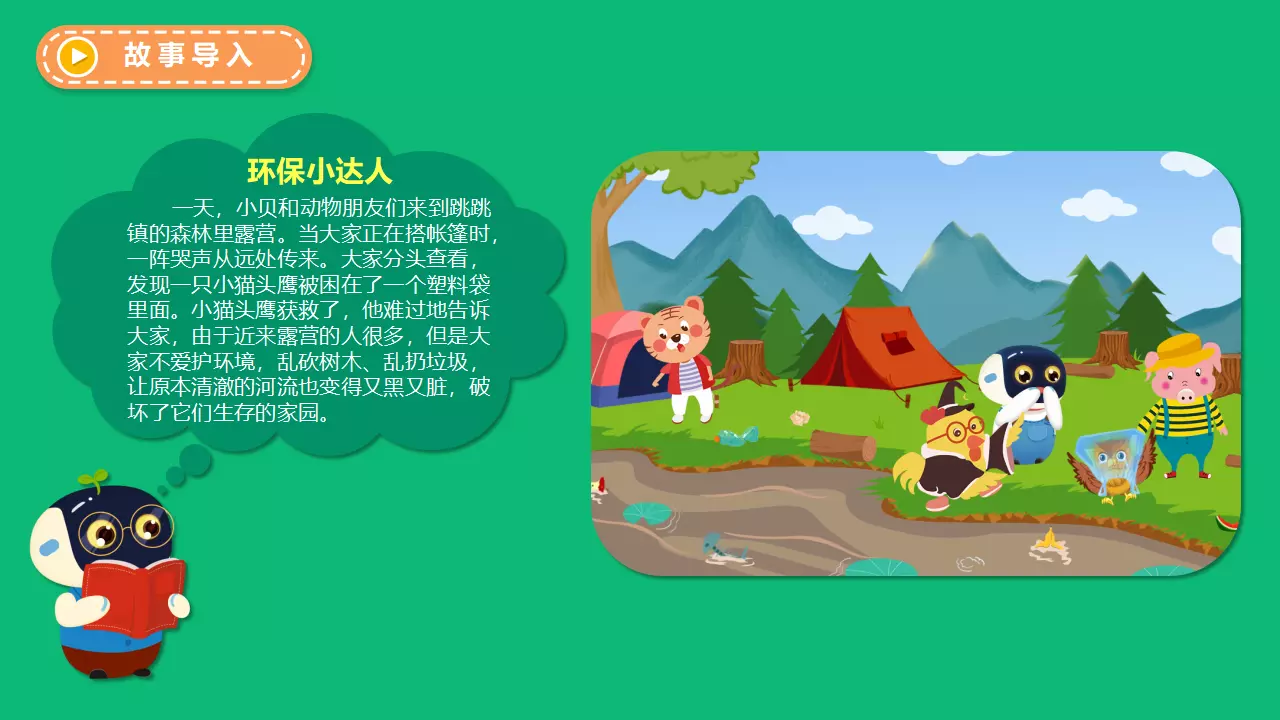 故事导入
环保小达人
一天，小贝和动物朋友们来到跳跳
镇的森林里露营。当大家正在搭帐篷时，
一阵哭声从远处传来。大家分头查看，
发现一只小猫头鹰被困在了一个塑料袋
里面。小猫头鹰获救了，他难过地告诉
大家，由于近来露营的人很多，但是大
家不爱护环境，乱砍树木、乱扔垃圾，
让原本清澈的河流也变得又黑又脏，破
坏了它们生存的家园。